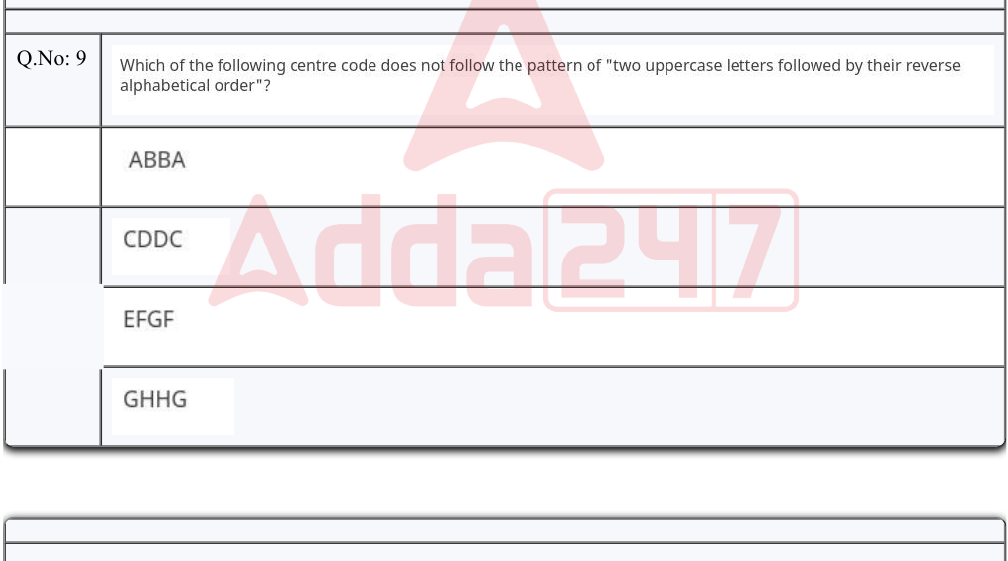 Q.No: 9
Which of the following centre code does not follow the pattern of "two uppercase letters followed by their reverse
alphabetical order"?
ABBA
CDDC
EFGF
GHHG
Adda247